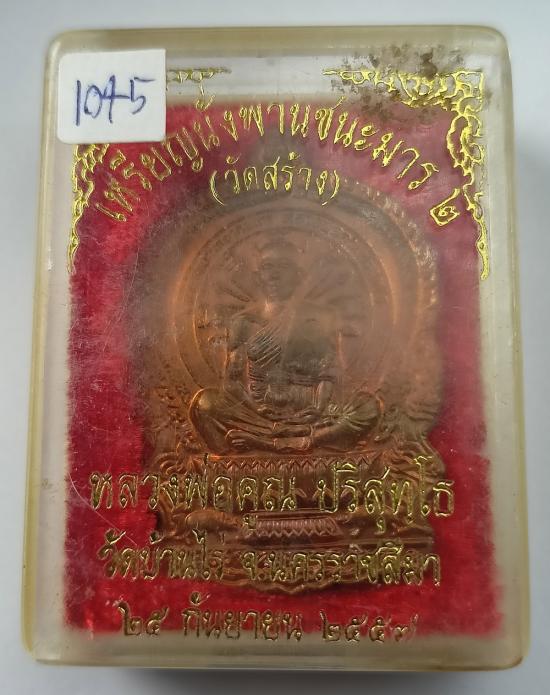 1045
เหรียญนั่งพานชนะมาร ๒
(วัดสร้าง)
หลวงพ่อคูณ ปริสุทฺโธ
วัดบ้านไร่ จ.นครราชสีมา
๒๕ กันยายน ๒๕๕๗